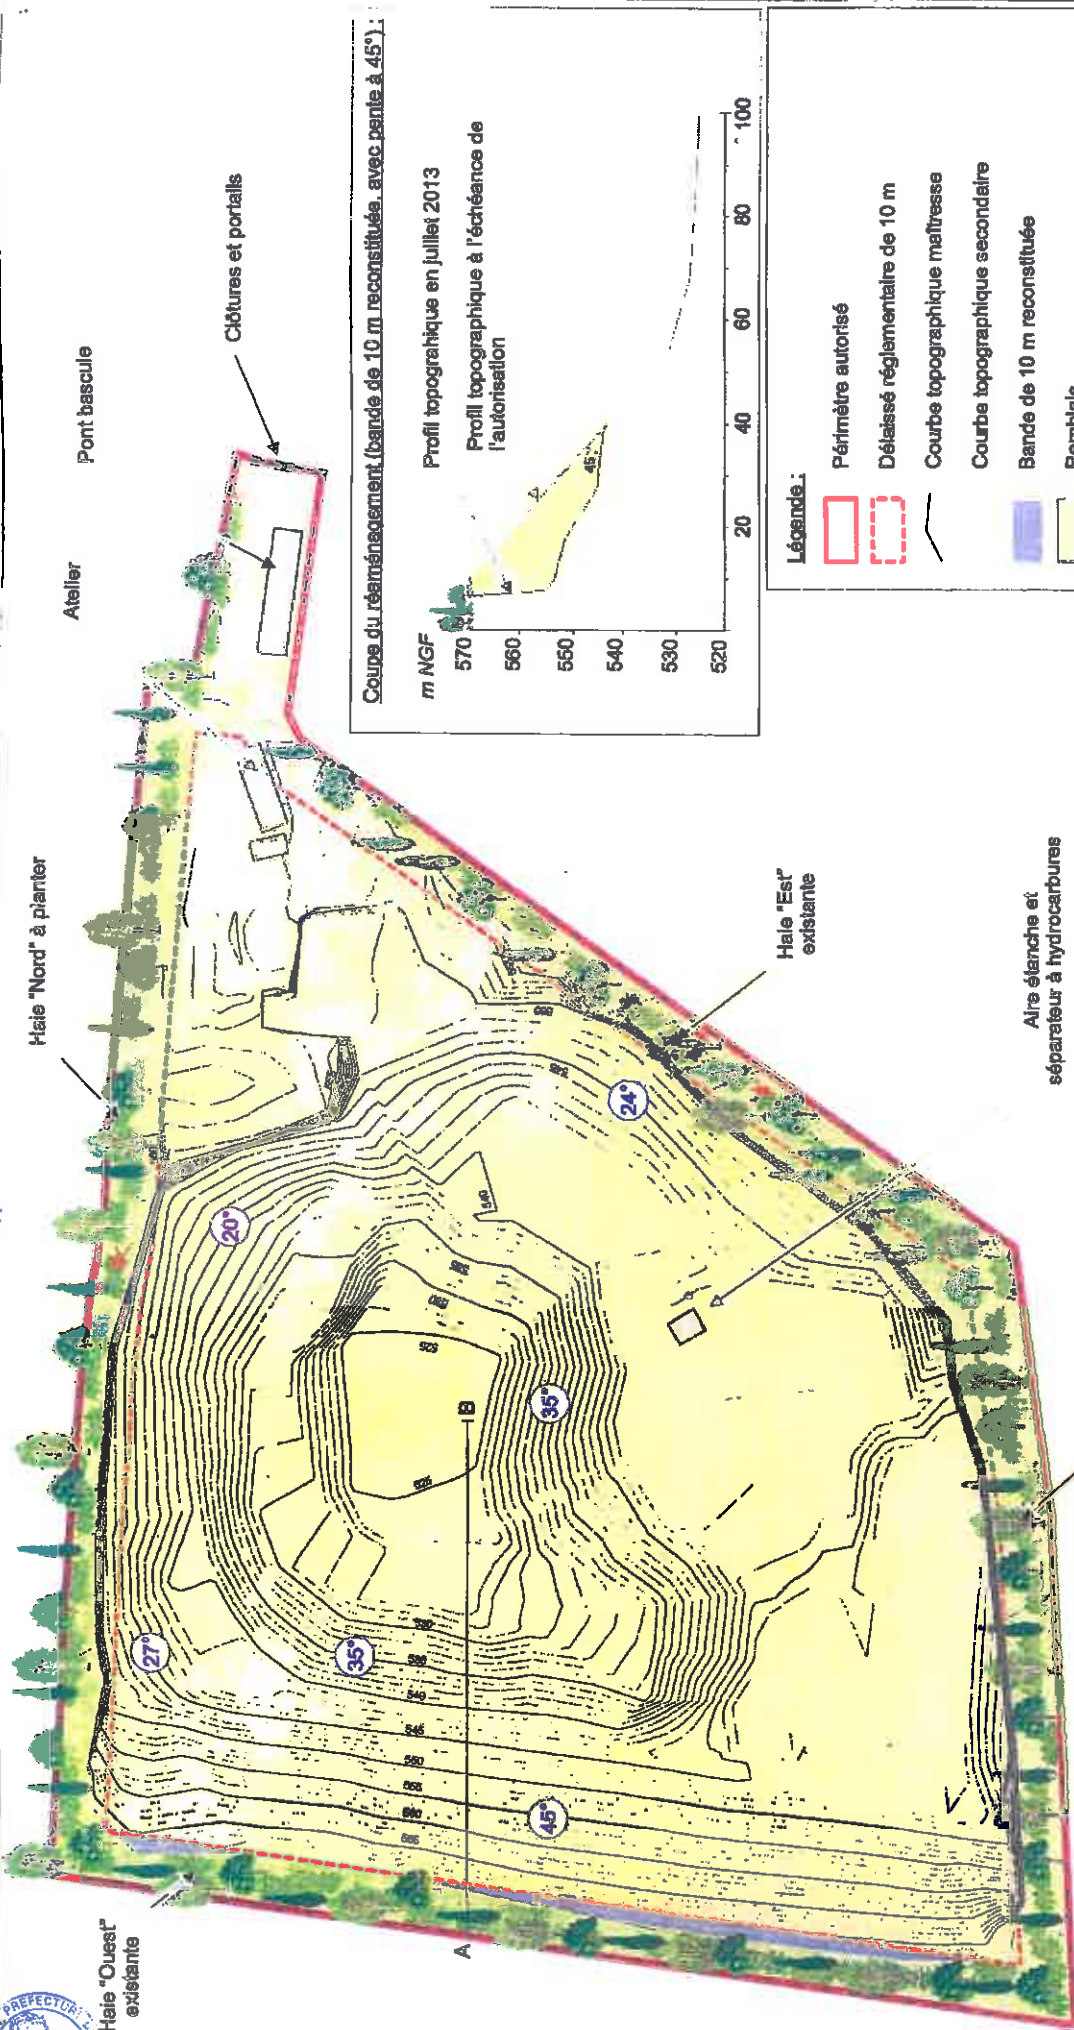 PREFECTURE
Haie "Ouest"
existante
Haie "Nord" à planter
Atelier
Pont bascule
Clôtures et portails
Haie "Est"
existante
Aire étanche et
séparateur à hydrocarbures
27°
20°
35°
35°
24°
45°
A
B
565
560
550
545
540
540
525
Coupe du réaménagement (bande de 10 m reconstituée, avec pente à 45°) :
m NGF
570
560
550
540
530
520
20
40
60
80
100
45
Profil topograhique en juillet 2013
Profil topographique à l'échéance de
l'autorisation
Légende :
Périmètre autorisé
Délaissé réglementaire de 10 m
Courbe topographique maîtresse
Courbe topographique secondaire
Bande de 10 m reconstituée